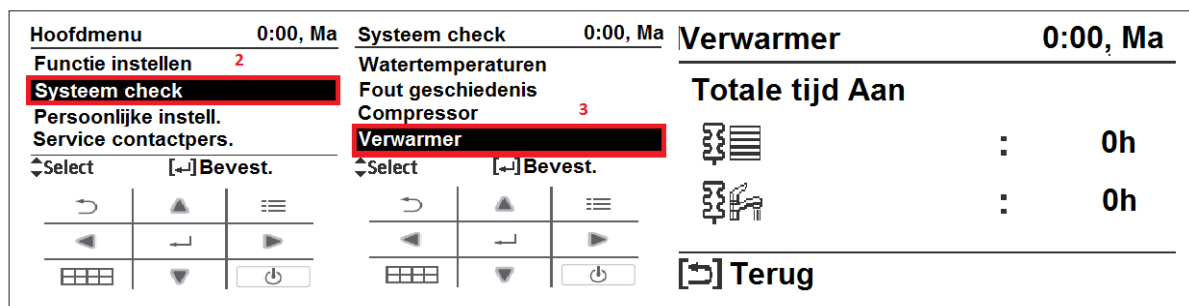 Hoofdmenu 0:00, Ma
Functie instellen 2
Systeem check
Persoonlijke instell.
Service contactpers.
Select [↵]Bevest.
Systeem check 0:00, Ma
Watertemperaturen
Fout geschiedenis
Compressor 3
Verwarmer
Select [↵]Bevest.
Verwarmer 0:00, Ma
Totale tijd Aan
: 0h
: 0h
[⮌] Terug